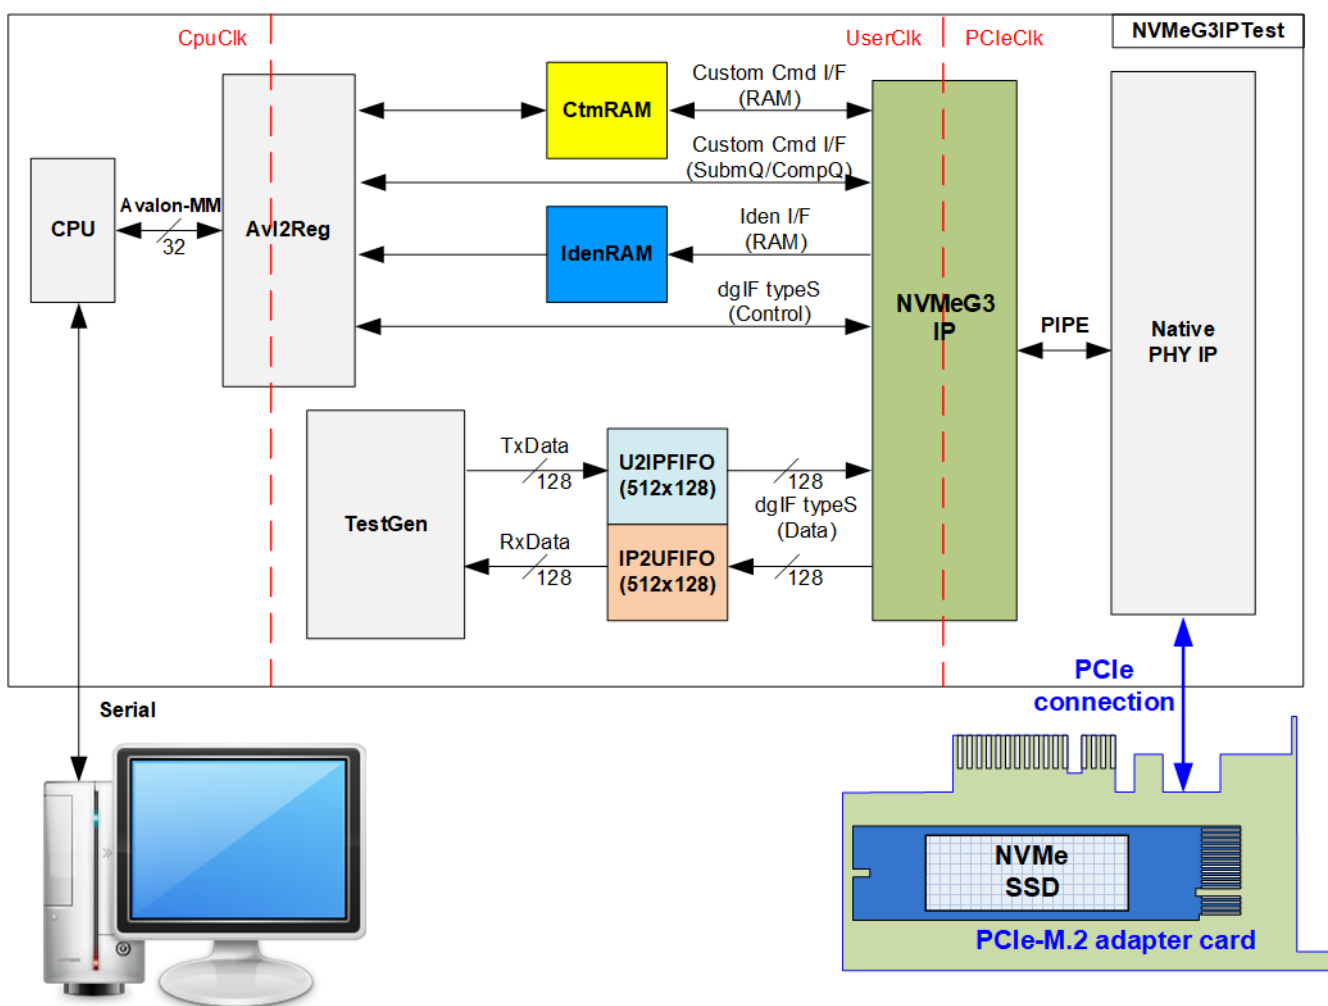 NVMeG3IPTest
CpuClk
UserClk
PCIeClk
Custom Cmd I/F
(RAM)
CtmRAM
Custom Cmd I/F
(SubmQ/CompQ)
CPU
Avalon-MM
32
Avl2Reg
IdenRAM
Iden I/F
(RAM)
dgIF typeS
(Control)
NVMeG3
IP
PIPE
Native
PHY IP
TestGen
TxData
128
U2IPFIFO
(512x128)
128
dgIF typeS
(Data)
RxData
128
IP2UFIFO
(512x128)
128
PCIe
connection
Serial
NVMe
SSD
PCIe-M.2 adapter card